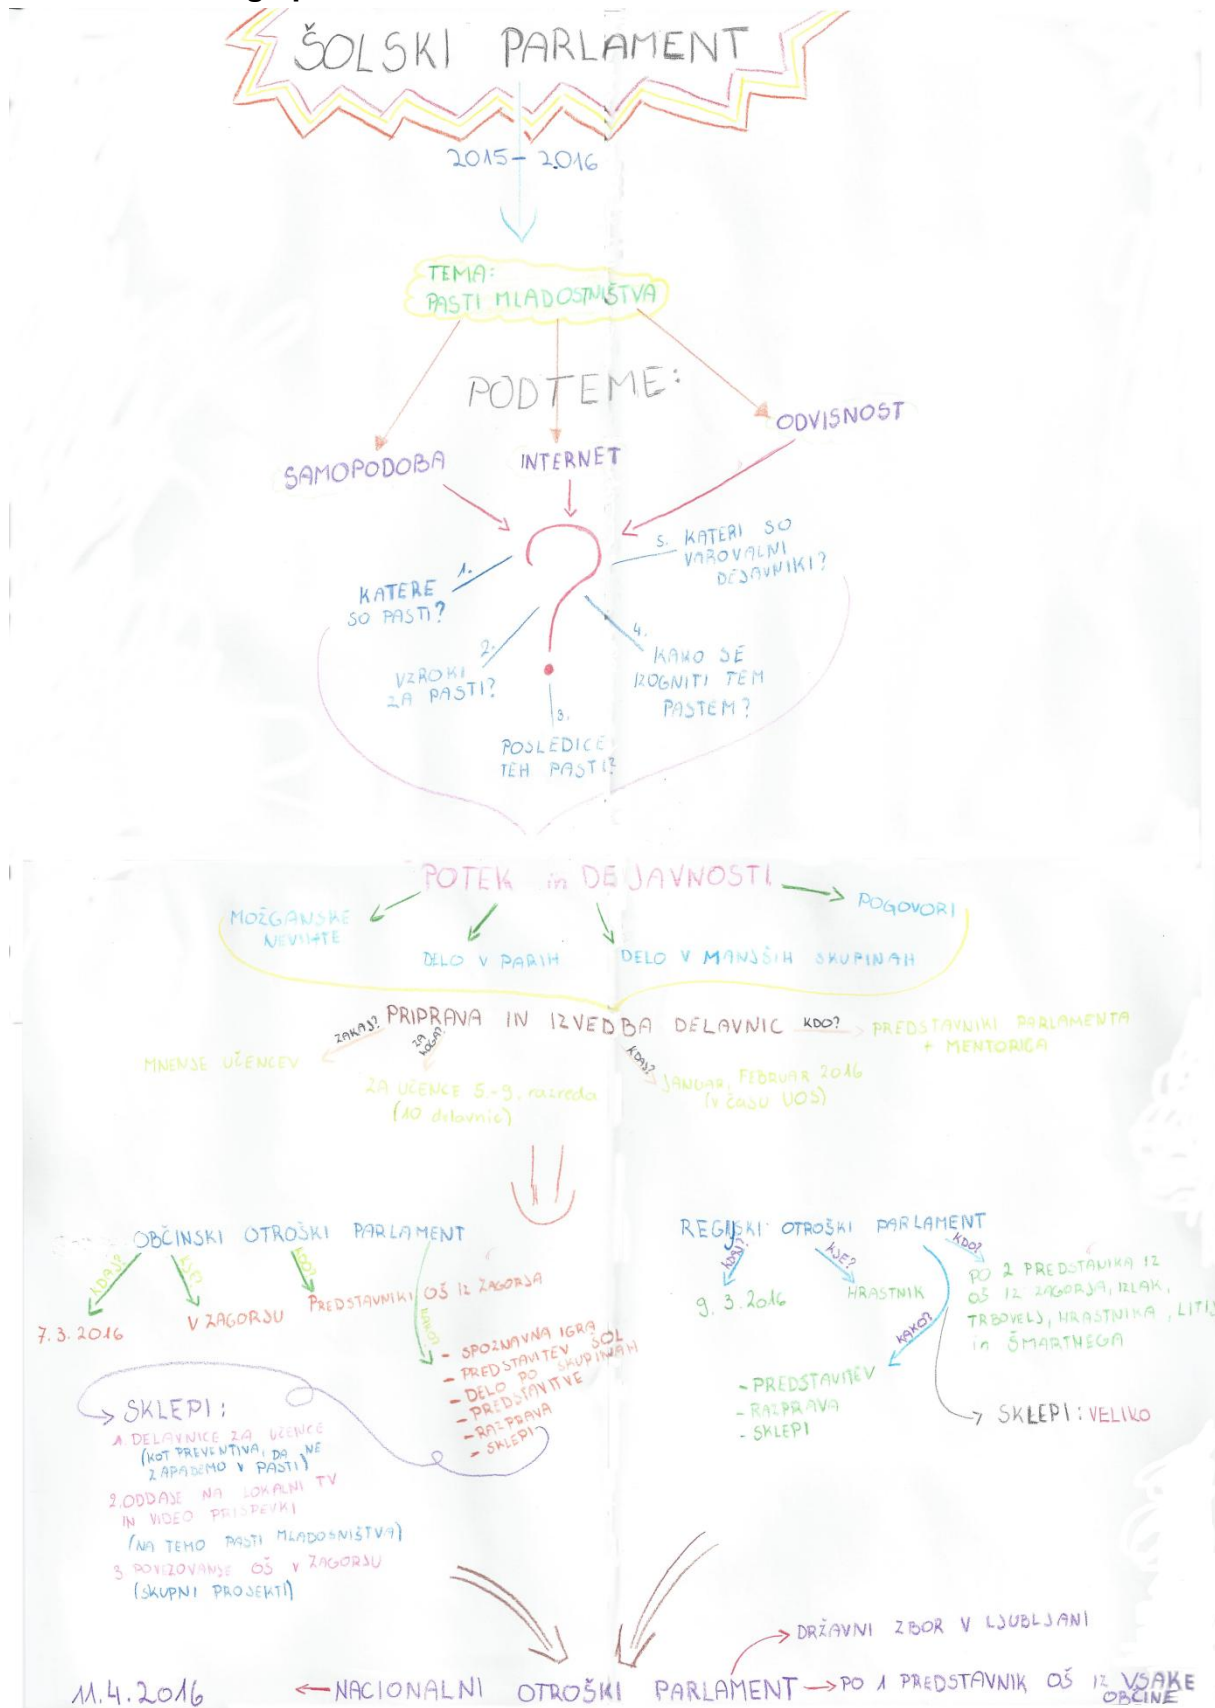 ŠOLSKI PARLAMENT
2015 - 2016
TEMA:
PASTI MLADOSTNIŠTVA
PODTEME:
SAMOPODOBA
INTERNET
ODVISNOST
1.
KATERE
SO PASTI?
2.
VZROKI
ZA PASTI?
3.
POSLEDICE
TEH PASTI?
4.
KAKO SE
IZOGNITI TEM
PASTEM?
5. KATERI SO
VAROVALNI
DEJAVNIKI?
POTEK in DEJAVNOSTI
MOŽGANSKE
NEVIHTE
DELO V PARIH
DELO V MANJŠIH SKUPINAH
POGOVORI
PRIPRAVA IN IZVEDBA DELAVNIC
ZAKAJ?
MNENJE UČENCEV
ZA KOGA?
ZA UČENCE 5.-9. razreda
(10 delavnic)
KDAJ?
JANUAR, FEBRUAR 2016
(v času UOS)
KDO?
PREDSTAVNIKI PARLAMENTA
+ MENTORICA
OBČINSKI OTROŠKI PARLAMENT
KDAJ?
7.3.2016
KJE?
V ZAGORJU
KDO?
PREDSTAVNIKI OŠ IZ ZAGORJA
KAKO?
- SPOZNAVNA IGRA
- PREDSTAVITEV ŠOL
- DELO PO SKUPINAH
- PREDSTAVITVE
- RAZPRAVA
- SKLEPI
SKLEPI:
1. DELAVNICE ZA UČENCE
(KOT PREVENTIVA, DA NE
ZAPADEMO V PASTI)
2. ODDAJE NA LOKALNI TV
IN VIDEO PRISPEVKI
(NA TEMO PASTI MLADOSNIŠTVA)
3. POVEZOVANJE OŠ V ZAGORJU
(SKUPNI PROJEKTI)
REGIJSKI OTROŠKI PARLAMENT
KDAJ?
9.3.2016
KJE?
HRASTNIK
KDO?
PO 2 PREDSTANIKA IZ
OŠ IZ ZAGORJA, IZLAK,
TRBOVELJ, HRASTNIKA, LITIJ
in ŠMARTNEGA
KAKO?
- PREDSTAVITEV
- RAZPRAVA
- SKLEPI
SKLEPI: VELIKO
DRŽAVNI ZBOR V LJUBLJANI
11.4.2016
NACIONALNI OTROŠKI PARLAMENT
PO 1 PREDSTAVNIK OŠ IZ VSAKE
OBČINE